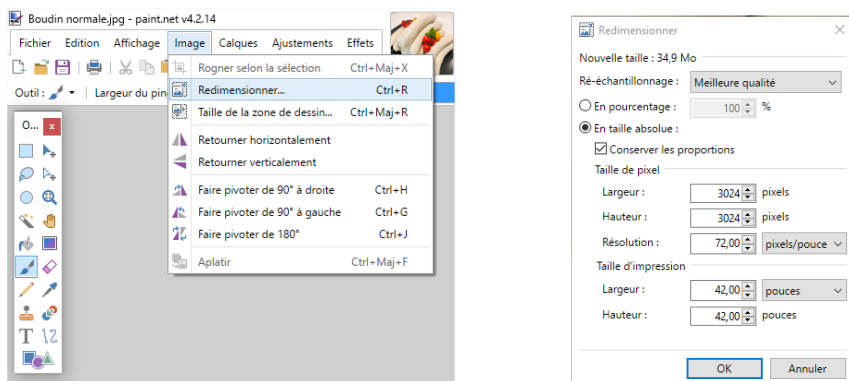 Boudin normale.jpg - paint.net v4.2.14
Fichier Edition Affichage Image Calques Ajustements Effets
Rogner selon la sélection Ctrl+Maj+X
Outil : Largeur du pin
Redimensionner... Ctrl+R
Taille de la zone de dessin... Ctrl+Maj+R
O... x
Retourner horizontalement
Retourner verticalement
Faire pivoter de 90° à droite Ctrl+H
Faire pivoter de 90° à gauche Ctrl+G
Faire pivoter de 180° Ctrl+J
Aplatir Ctrl+Maj+F
T
Redimensionner
Nouvelle taille : 34,9 Mo
Ré-échantillonnage : Meilleure qualité
En pourcentage : 100 %
En taille absolue :
Conserver les proportions
Taille de pixel
Largeur : 3024 pixels
Hauteur : 3024 pixels
Résolution : 72,00 pixels/pouce
Taille d'impression
Largeur : 42,00 pouces
Hauteur : 42,00 pouces
OK Annuler